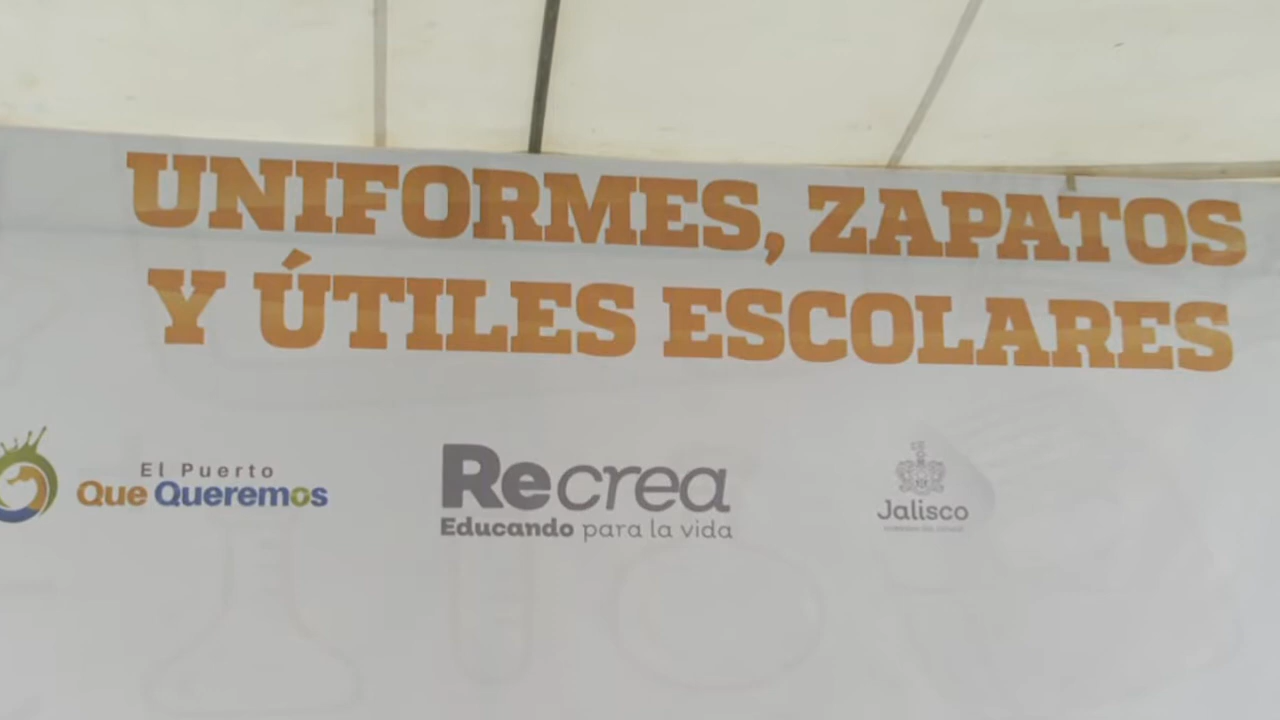 UNIFORMES, ZAPATOS
Y ÚTILES ESCOLARES
El Puerto
Que Queremos
Recrea
Educando para la vida
Jalisco